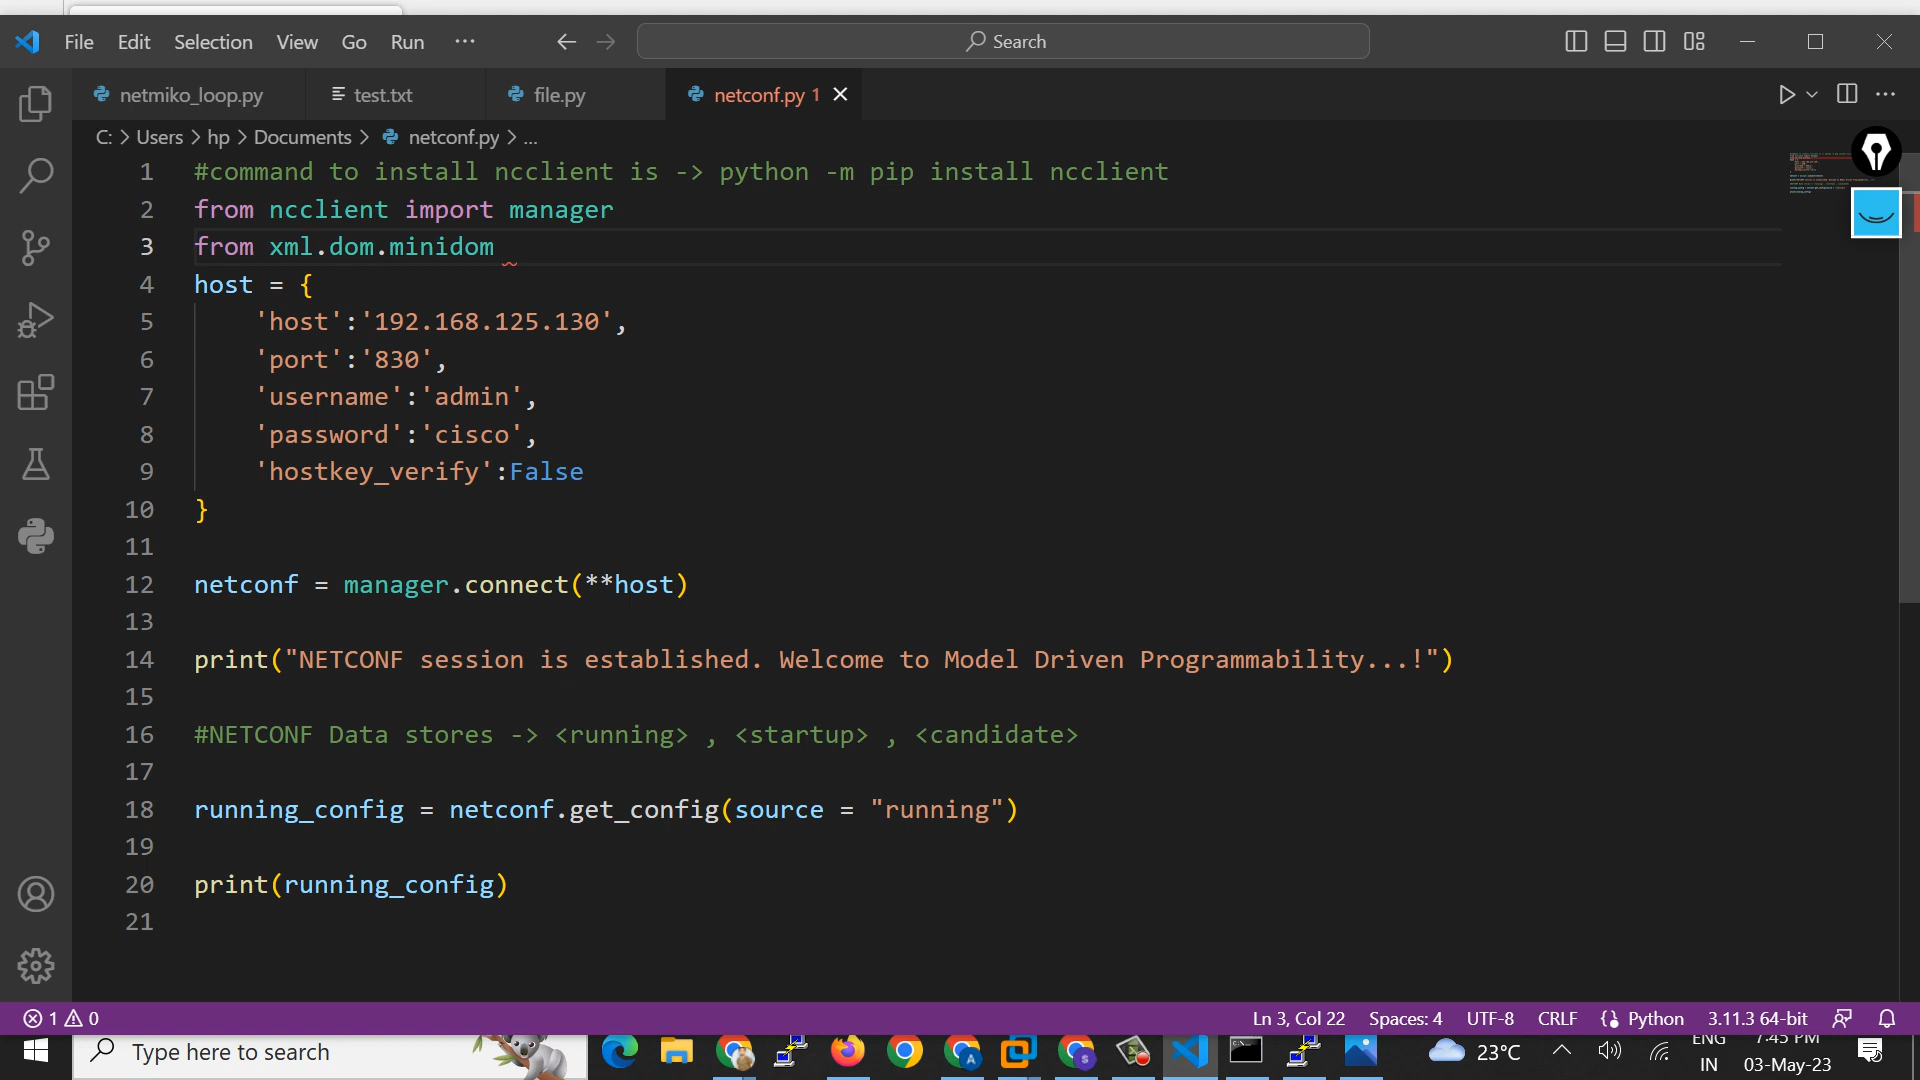 File Edit Selection View Go Run ...
Search
netmiko_loop.py test.txt file.py netconf.py 1
C: > Users > hp > Documents > netconf.py > ...
1 #command to install ncclient is -> python -m pip install ncclient
2 from ncclient import manager
3 from xml.dom.minidom
4 host = {
5 'host':'192.168.125.130',
6 'port':'830',
7 'username':'admin',
8 'password':'cisco',
9 'hostkey_verify':False
10 }
11
12 netconf = manager.connect(**host)
13
14 print("NETCONF session is established. Welcome to Model Driven Programmability...!")
15
16 #NETCONF Data stores -> <running> , <startup> , <candidate>
17
18 running_config = netconf.get_config(source = "running")
19
20 print(running_config)
21
1 0 Ln 3, Col 22 Spaces: 4 UTF-8 CRLF Python 3.11.3 64-bit
Type here to search 23°C ENG 7:45 PM
IN 03-May-23